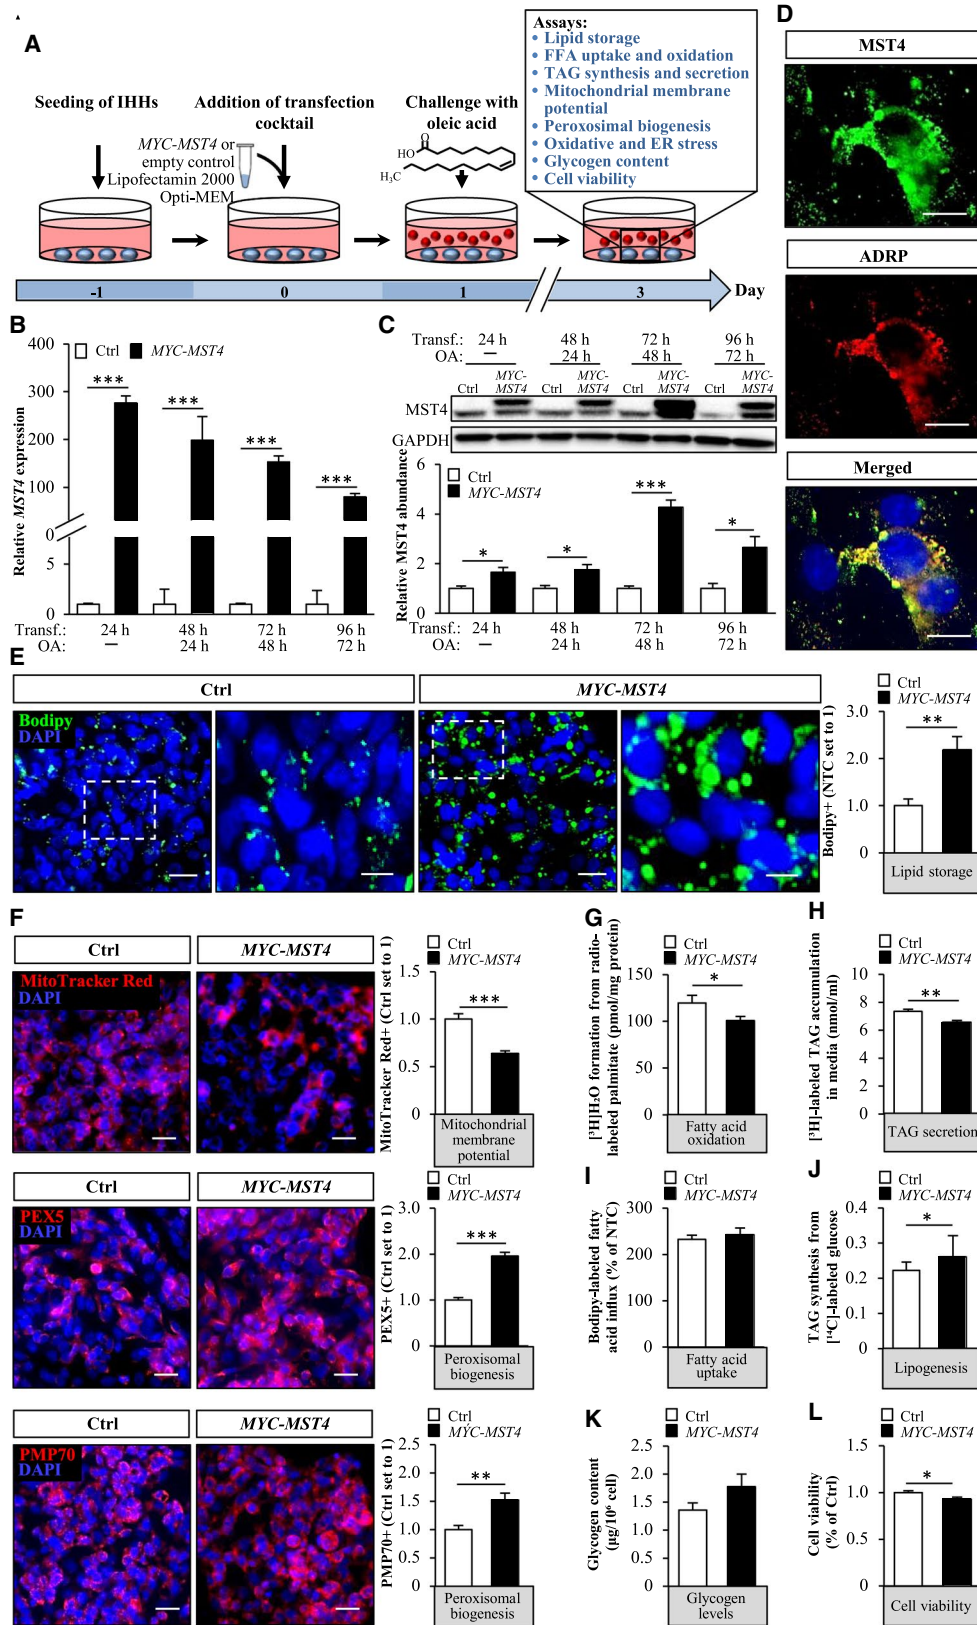 A
Seeding of IHHs
Addition of transfection
cocktail
MYC-MST4 or
empty control
Lipofectamin 2000
Opti-MEM
Challenge with
oleic acid
O
HO
H₃C
Assays:
• Lipid storage
• FFA uptake and oxidation
• TAG synthesis and secretion
• Mitochondrial membrane
potential
• Peroxosimal biogenesis
• Oxidative and ER stress
• Glycogen content
• Cell viability
-1
0
1
3
Day
B
Ctrl
MYC-MST4
Relative MST4 expression
400
300
200
100
0
5
0
***
***
***
***
Transf.: 24 h 48 h 72 h 96 h
OA: — 24 h 48 h 72 h
C
Transf.: 24 h 48 h 72 h 96 h
OA: — 24 h 48 h 72 h
Ctrl MYC-MST4 Ctrl MYC-MST4 Ctrl MYC-MST4 Ctrl MYC-MST4
MST4
GAPDH
Ctrl
MYC-MST4
Relative MST4 abundance
6
4
2
0
*
*
***
*
Transf.: 24 h 48 h 72 h 96 h
OA: — 24 h 48 h 72 h
D
MST4
ADRP
Merged
E
Ctrl
MYC-MST4
Bodipy
DAPI
Ctrl
MYC-MST4
Bodipy+ (NTC set to 1)
3.0
2.0
1.0
0
**
Lipid storage
F
Ctrl
MYC-MST4
MitoTracker Red
DAPI
Ctrl
MYC-MST4
MitoTracker Red+ (Ctrl set to 1)
1.5
1.0
0.5
0
***
Mitochondrial
membrane
potential
Ctrl
MYC-MST4
PEX5
DAPI
Ctrl
MYC-MST4
PEX5+ (Ctrl set to 1)
3.0
2.0
1.0
0
***
Peroxisomal
biogenesis
Ctrl
MYC-MST4
PMP70
DAPI
Ctrl
MYC-MST4
PMP70+ (Ctrl set to 1)
2.5
2.0
1.5
1.0
0.5
0
**
Peroxisomal
biogenesis
G
Ctrl
MYC-MST4
[³H]H₂O formation from radio-
labeled palmitate (pmol/mg protein)
150
100
50
0
*
Fatty acid
oxidation
H
Ctrl
MYC-MST4
[³H]-labeled TAG accumulation
in media (nmol/ml)
10
8
6
4
2
0
**
TAG secretion
I
Ctrl
MYC-MST4
Bodipy-labeled fatty
acid influx (% of NTC)
300
200
100
0
Fatty acid
uptake
J
Ctrl
MYC-MST4
TAG synthesis from
[¹⁴C]-labeled glucose
0.4
0.3
0.2
0.1
0
*
Lipogenesis
K
Ctrl
MYC-MST4
Glycogen content
(µg/10⁶ cell)
2.5
2.0
1.5
1.0
0.5
0
Glycogen
levels
L
Ctrl
MYC-MST4
Cell viability
(% of Ctrl)
1.5
1.0
0.5
0
*
Cell viability